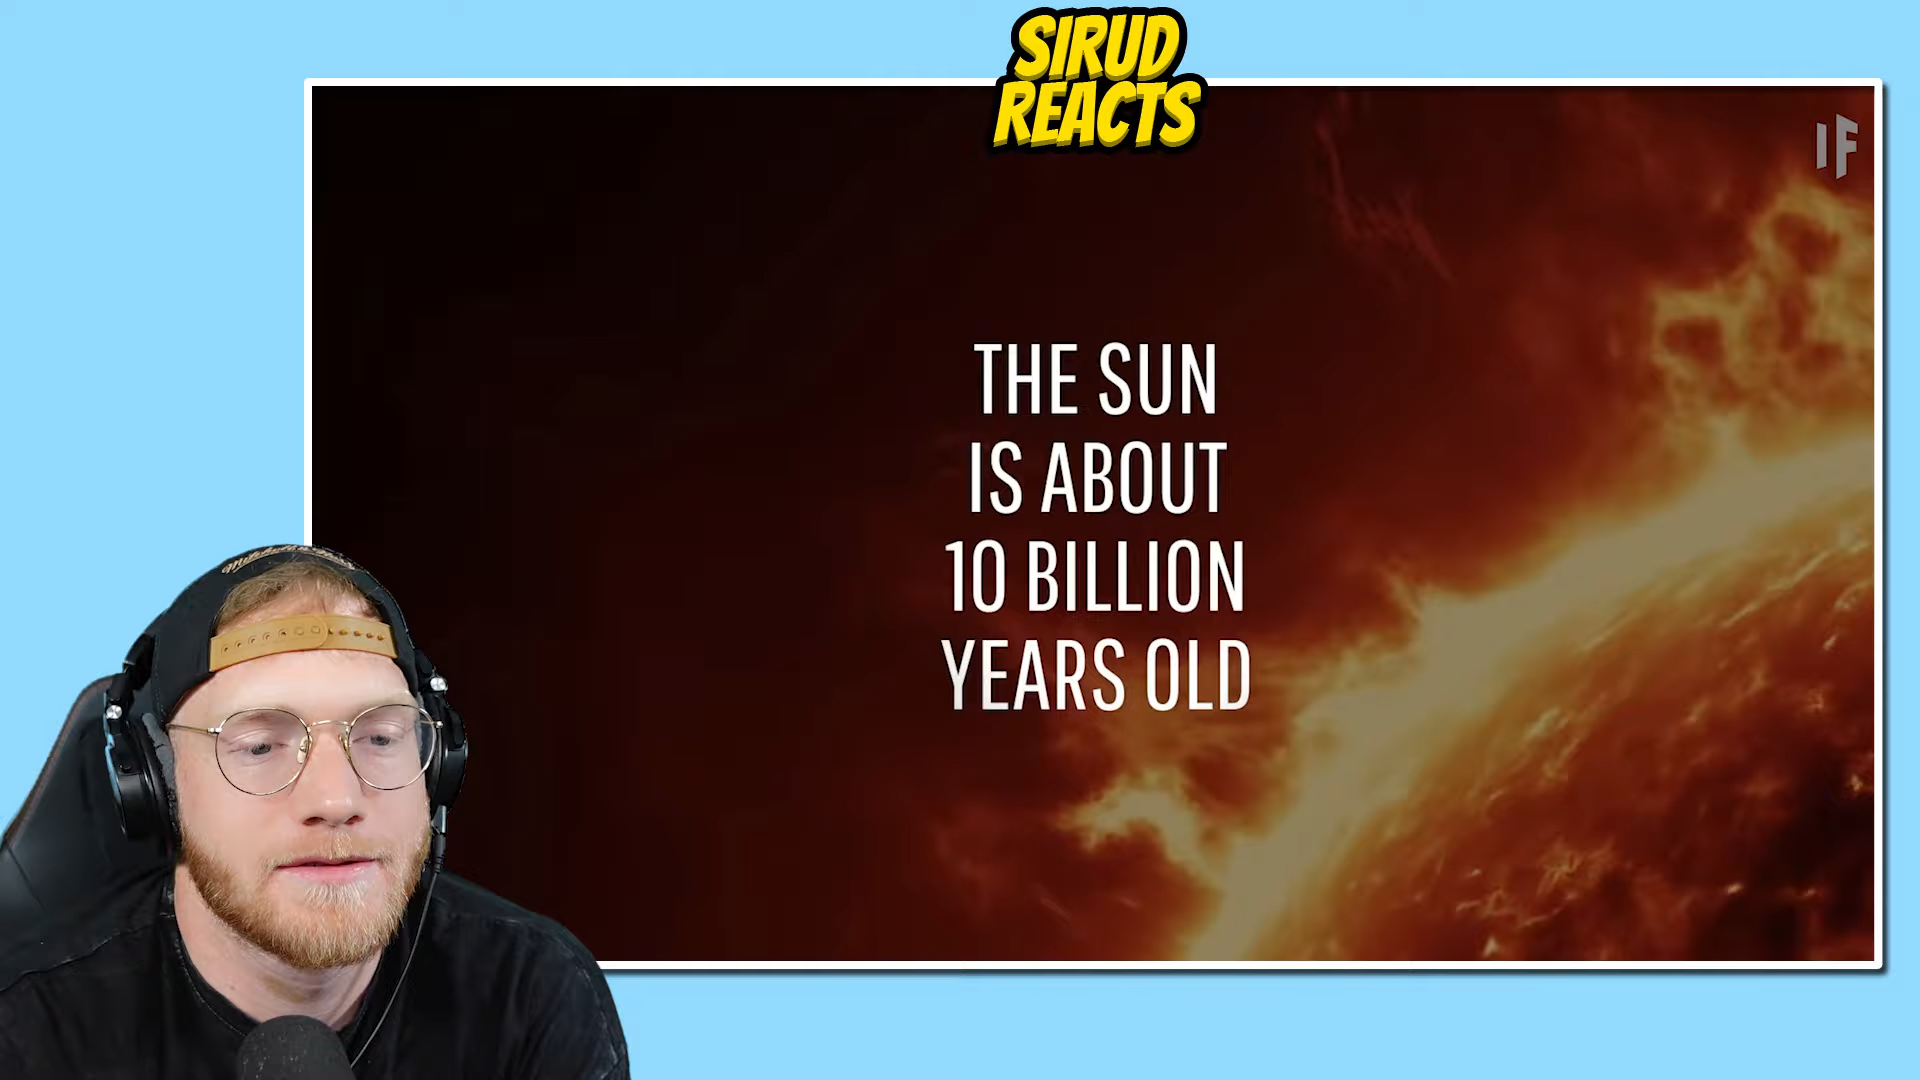 SIRUD
REACTS
IF
THE SUN
IS ABOUT
10 BILLION
YEARS OLD